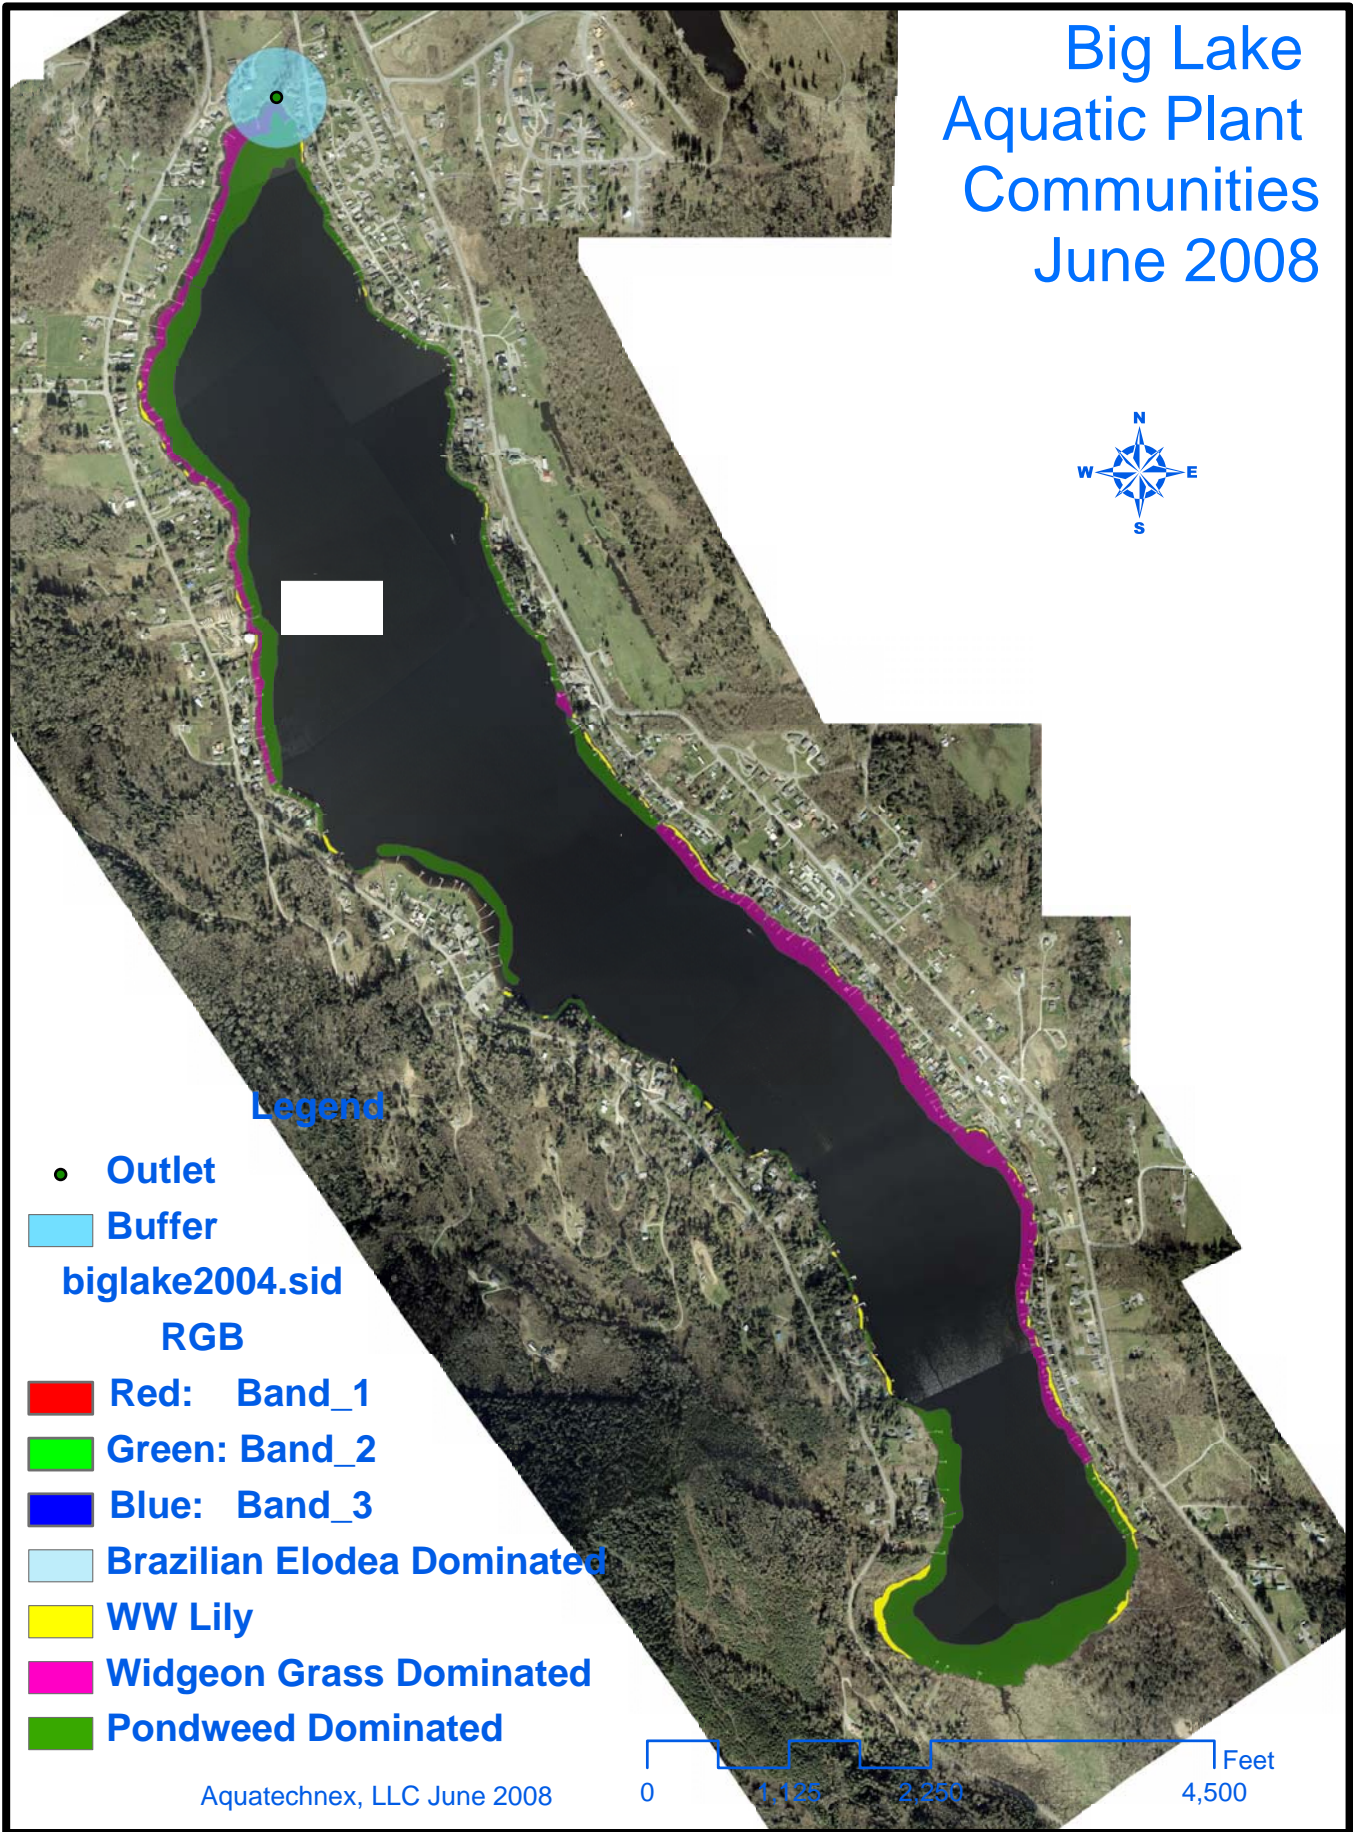 Big Lake
Aquatic Plant
Communities
June 2008
N
W E
S
Legend
Outlet
Buffer
biglake2004.sid
RGB
Red: Band_1
Green: Band_2
Blue: Band_3
Brazilian Elodea Dominated
WW Lily
Widgeon Grass Dominated
Pondweed Dominated
Aquatechnex, LLC June 2008
Feet
0 1,125 2,250 4,500